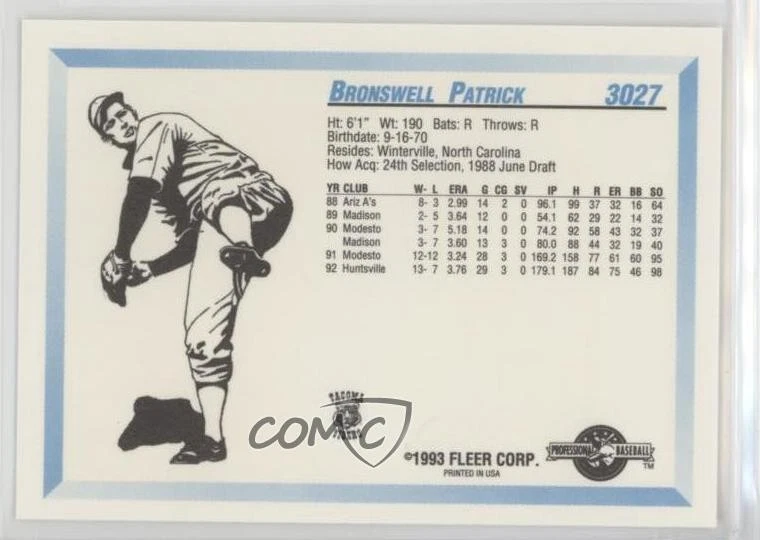 BRONSWELL PATRICK 3027
Ht: 6'1" Wt: 190 Bats: R Throws: R
Birthdate: 9-16-70
Resides: Winterville, North Carolina
How Acq: 24th Selection, 1988 June Draft
YR CLUB W- L ERA G CG SV IP H R ER BB SO
88 Ariz A's 8- 3 2.99 14 2 0 96.1 99 37 32 16 64
89 Madison 2- 5 3.64 12 0 0 54.1 62 29 22 14 32
90 Modesto 3- 7 5.18 14 0 0 74.2 92 58 43 32 37
Madison 3- 7 3.60 13 3 0 80.0 88 44 32 19 40
91 Modesto 12-12 3.24 28 3 0 169.2 158 77 61 60 95
92 Huntsville 13- 7 3.76 29 3 0 179.1 187 84 75 46 98
TACOMA
TIGERS
COMC
©1993 FLEER CORP.
PRINTED IN USA
PROFESSIONAL BASEBALL
TM